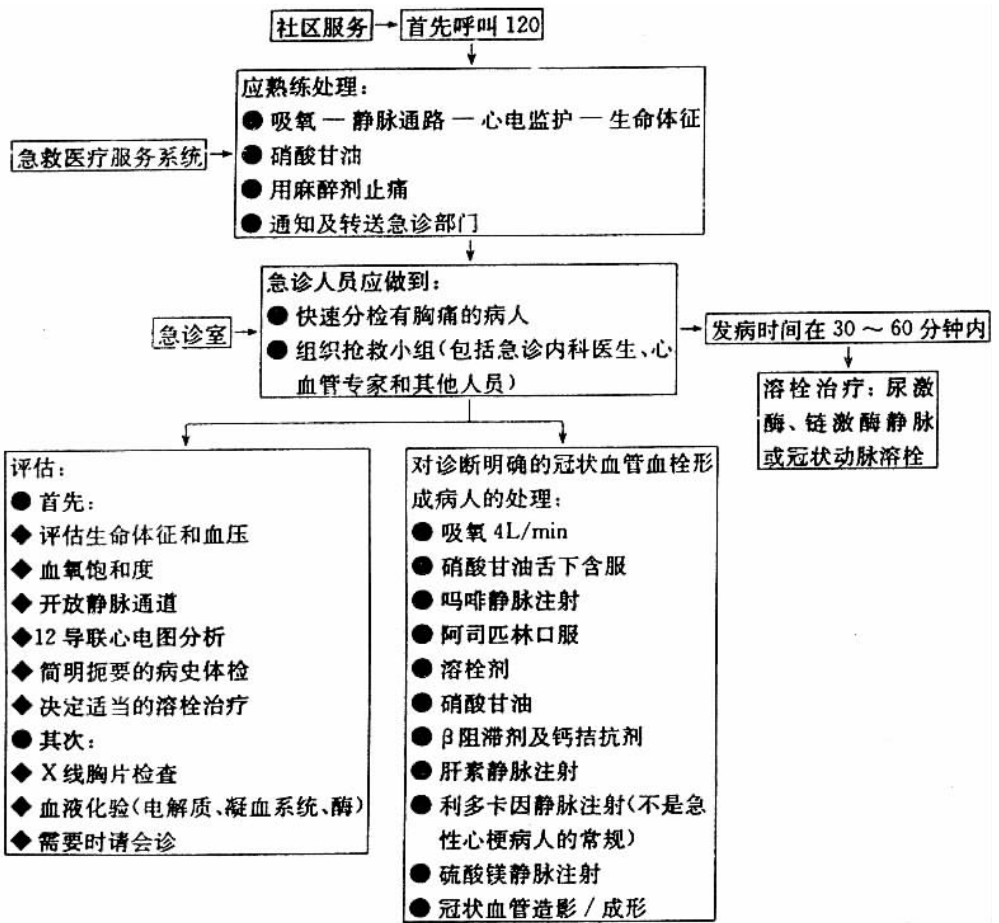 社区服务
首先呼叫 120
应熟练处理：
● 吸氧 — 静脉通路 — 心电监护 — 生命体征
● 硝酸甘油
● 用麻醉剂止痛
● 通知及转送急诊部门
急救医疗服务系统
急诊人员应做到：
● 快速分检有胸痛的病人
● 组织抢救小组(包括急诊内科医生、心
血管专家和其他人员)
急诊室
发病时间在 30～60 分钟内
溶栓治疗：尿激
酶、链激酶静脉
或冠状动脉溶栓
评估：
● 首先：
◆ 评估生命体征和血压
◆ 血氧饱和度
◆ 开放静脉通道
◆ 12 导联心电图分析
◆ 简明扼要的病史体检
◆ 决定适当的溶栓治疗
● 其次：
◆ X 线胸片检查
◆ 血液化验(电解质、凝血系统、酶)
◆ 需要时请会诊
对诊断明确的冠状血管血栓形
成病人的处理：
● 吸氧 4L/min
● 硝酸甘油舌下含服
● 吗啡静脉注射
● 阿司匹林口服
● 溶栓剂
● 硝酸甘油
● β阻滞剂及钙拮抗剂
● 肝素静脉注射
● 利多卡因静脉注射(不是急
性心梗病人的常规)
● 硫酸镁静脉注射
● 冠状血管造影 / 成形